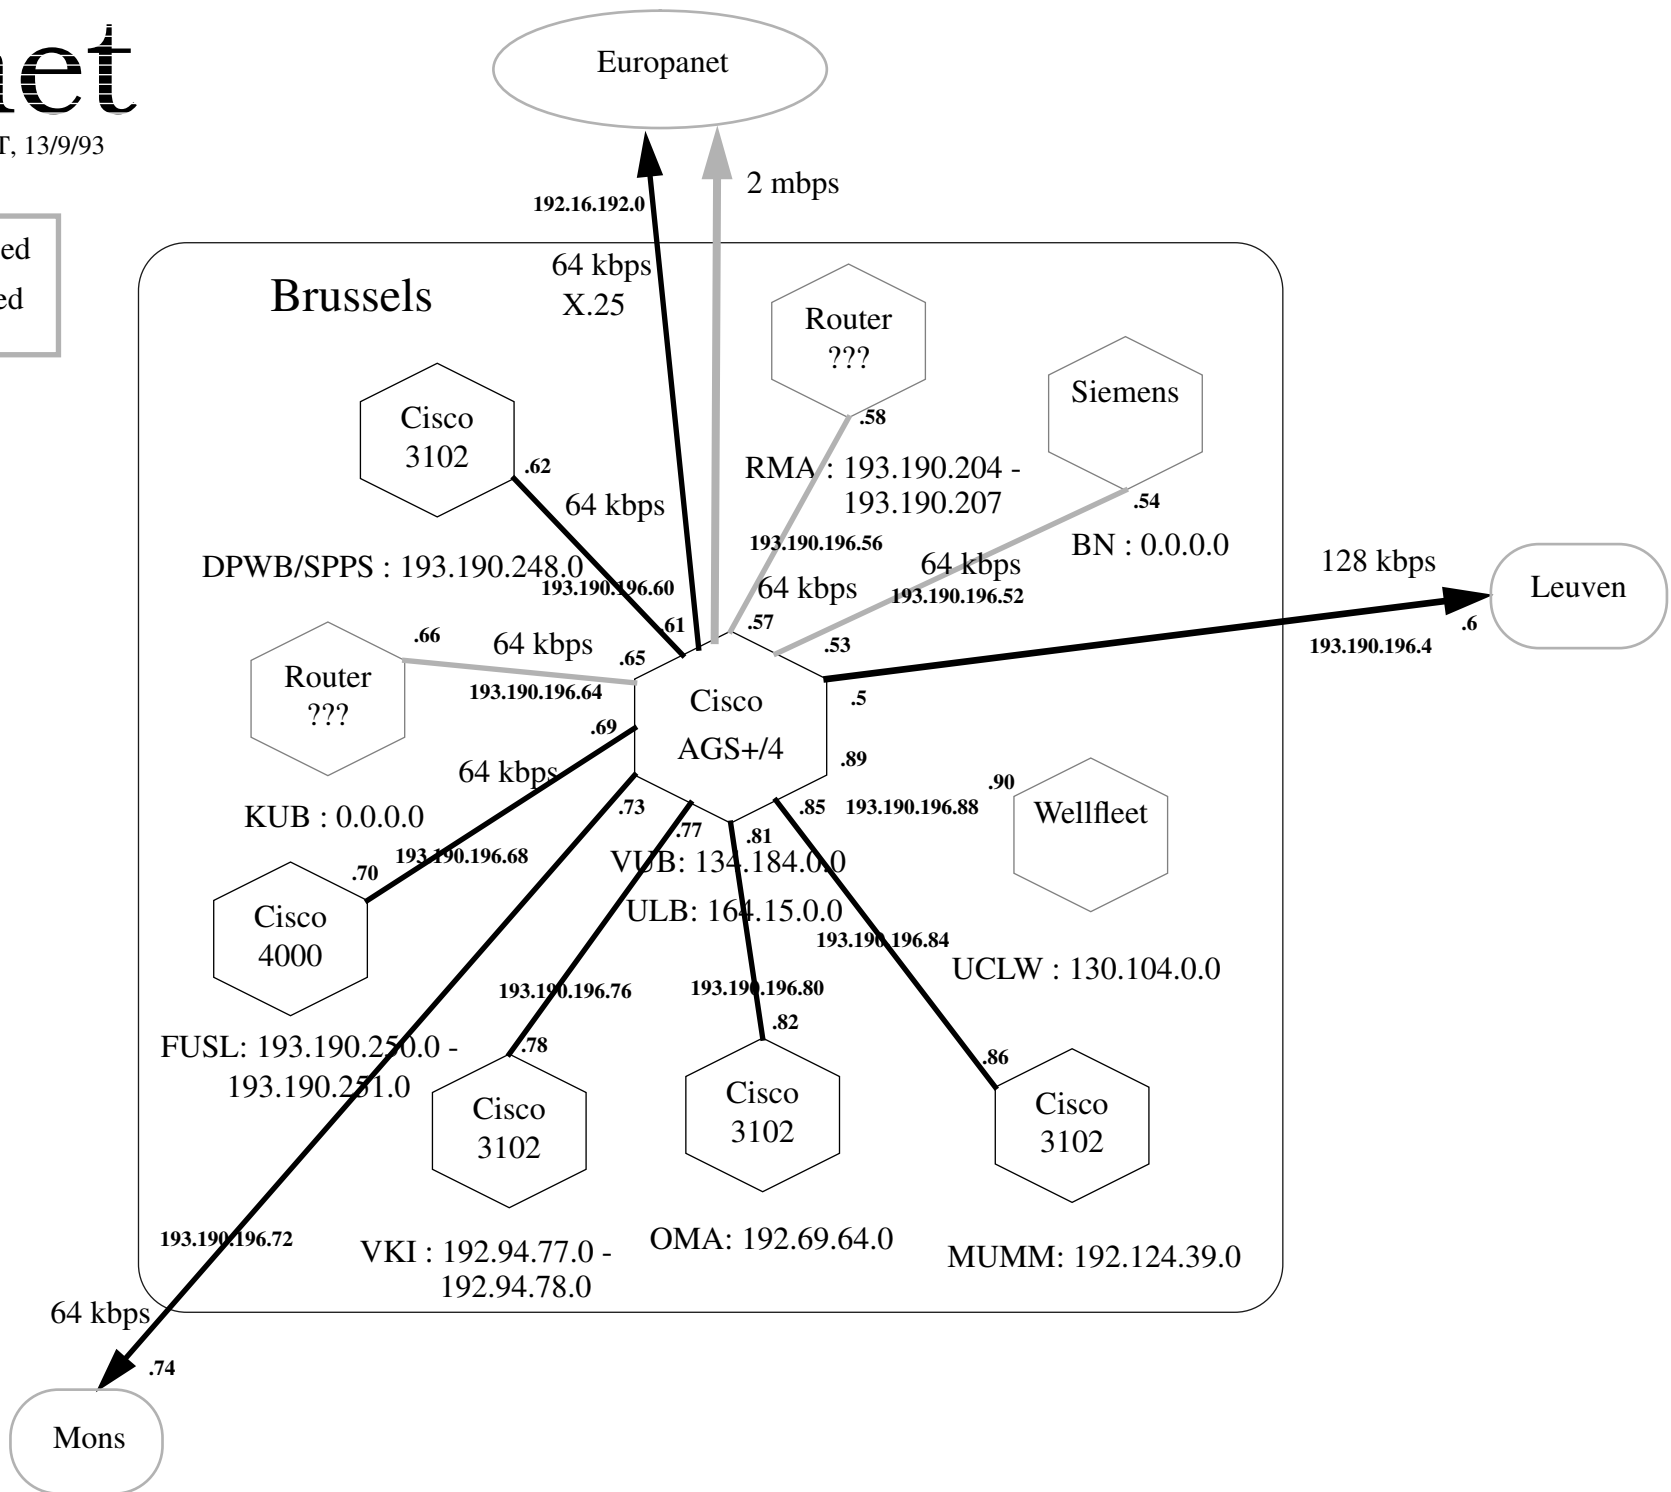 Europanet
T, 13/9/93
2 mbps
192.16.192.0
64 kbps
X.25
Brussels
Router
???
.58
Siemens
.54
Cisco
3102
.62
64 kbps
RMA : 193.190.204 -
193.190.207
193.190.196.56
64 kbps
BN : 0.0.0.0
64 kbps
193.190.196.52
128 kbps
Leuven
.6
193.190.196.4
DPWB/SPPS : 193.190.248.0
193.190.196.60
.61
.57
.53
.66
64 kbps
.65
193.190.196.64
Router
???
Cisco
AGS+/4
.5
.69
.89
64 kbps
.90
Wellfleet
.73
.77
.81
.85
193.190.196.88
KUB : 0.0.0.0
193.190.196.68
.70
VUB: 134.184.0.0
ULB: 164.15.0.0
Cisco
4000
193.190.196.84
UCLW : 130.104.0.0
193.190.196.76
193.190.196.80
.82
FUSL: 193.190.250.0 -
193.190.251.0
.78
.86
Cisco
3102
Cisco
3102
Cisco
3102
193.190.196.72
VKI : 192.94.77.0 -
192.94.78.0
OMA: 192.69.64.0
MUMM: 192.124.39.0
64 kbps
.74
Mons